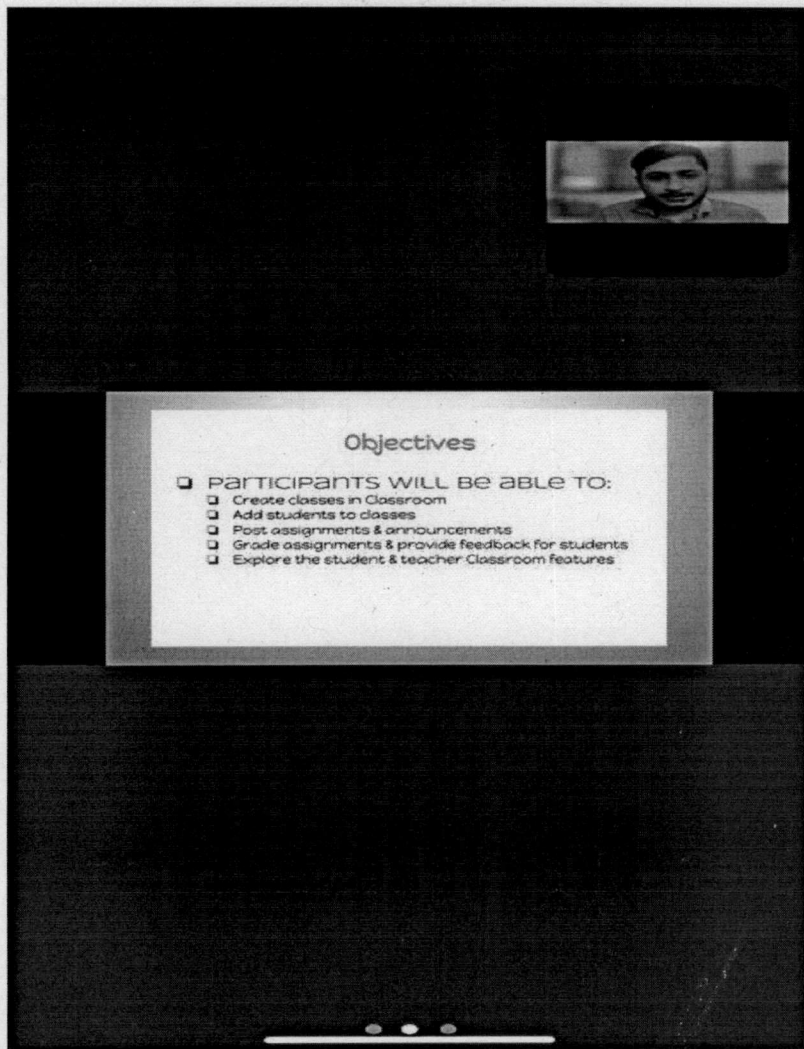 Objectives
❑ PARTICIPANTS WILL BE ABLE TO:
❑ Create classes in Classroom
❑ Add students to classes
❑ Post assignments & announcements
❑ Grade assignments & provide feedback for students
❑ Explore the student & teacher Classroom features